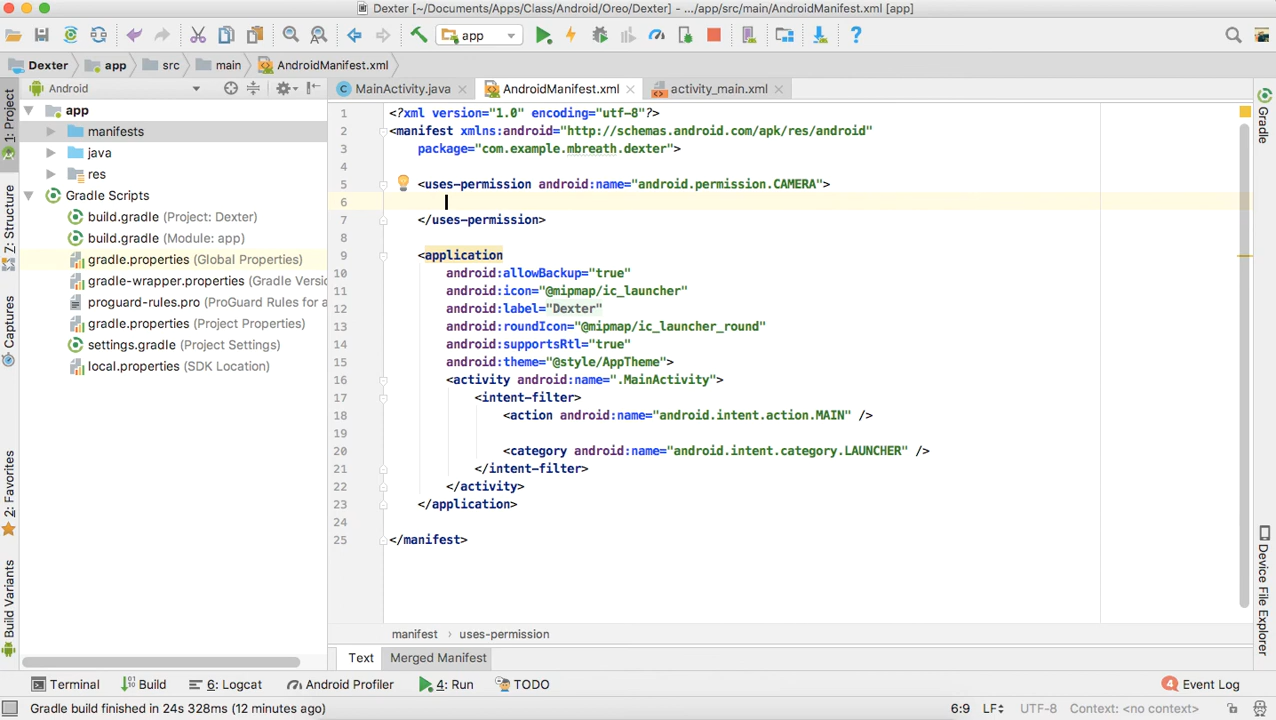 Dexter [~/Documents/Apps/Class/Android/Oreo/Dexter] - .../app/src/main/AndroidManifest.xml [app]
app
Dexter app src main AndroidManifest.xml
Android
MainActivity.java AndroidManifest.xml activity_main.xml
1: Project
Z: Structure
Captures
2: Favorites
Build Variants
app
manifests
java
res
Gradle Scripts
build.gradle (Project: Dexter)
build.gradle (Module: app)
gradle.properties (Global Properties)
gradle-wrapper.properties (Gradle Versi
proguard-rules.pro (ProGuard Rules for a
gradle.properties (Project Properties)
settings.gradle (Project Settings)
local.properties (SDK Location)
1 <?xml version="1.0" encoding="utf-8"?>
2 <manifest xmlns:android="http://schemas.android.com/apk/res/android"
3 package="com.example.mbreath.dexter">
4
5 <uses-permission android:name="android.permission.CAMERA">
6
7 </uses-permission>
8
9 <application
10 android:allowBackup="true"
11 android:icon="@mipmap/ic_launcher"
12 android:label="Dexter"
13 android:roundIcon="@mipmap/ic_launcher_round"
14 android:supportsRtl="true"
15 android:theme="@style/AppTheme">
16 <activity android:name=".MainActivity">
17 <intent-filter>
18 <action android:name="android.intent.action.MAIN" />
19
20 <category android:name="android.intent.category.LAUNCHER" />
21 </intent-filter>
22 </activity>
23 </application>
24
25 </manifest>
Gradle
Device File Explorer
manifest › uses-permission
Text Merged Manifest
Terminal Build 6: Logcat Android Profiler 4: Run TODO 4 Event Log
Gradle build finished in 24s 328ms (12 minutes ago) 6:9 LF UTF-8 Context: <no context>